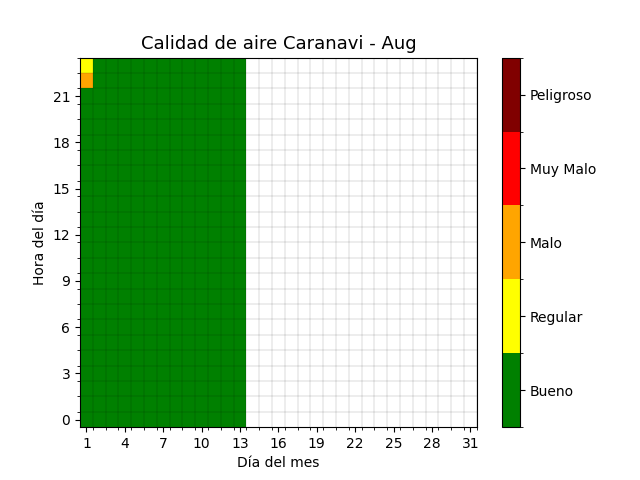 Calidad de aire Caranavi - Aug
Hora del día
21
18
15
12
9
6
3
0
1 4 7 10 13 16 19 22 25 28 31
Día del mes
Peligroso
Muy Malo
Malo
Regular
Bueno